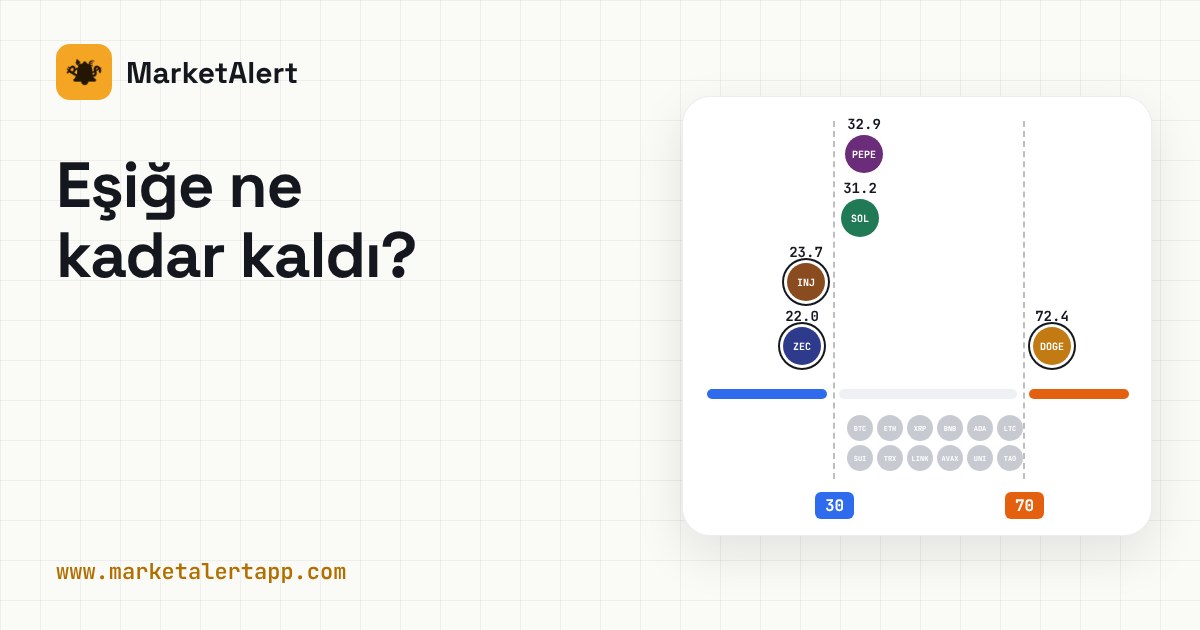 MarketAlert
Eşiğe ne
kadar kaldı?
www.marketalertapp.com
32.9
PEPE
31.2
SOL
23.7
INJ
22.0
ZEC
72.4
DOGE
BTC ETH XRP BNB ADA LTC
SUI TRX LINK AVAX UNI TAO
30 70